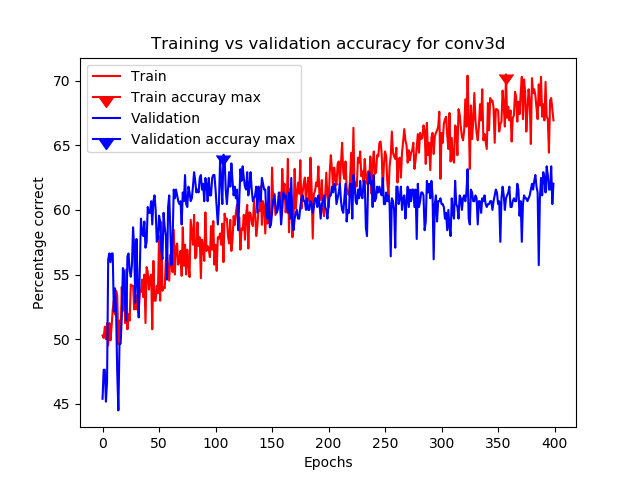 Training vs validation accuracy for conv3d
Train
Train accuray max
Validation
Validation accuray max
Percentage correct
70
65
60
55
50
45
0 50 100 150 200 250 300 350 400
Epochs